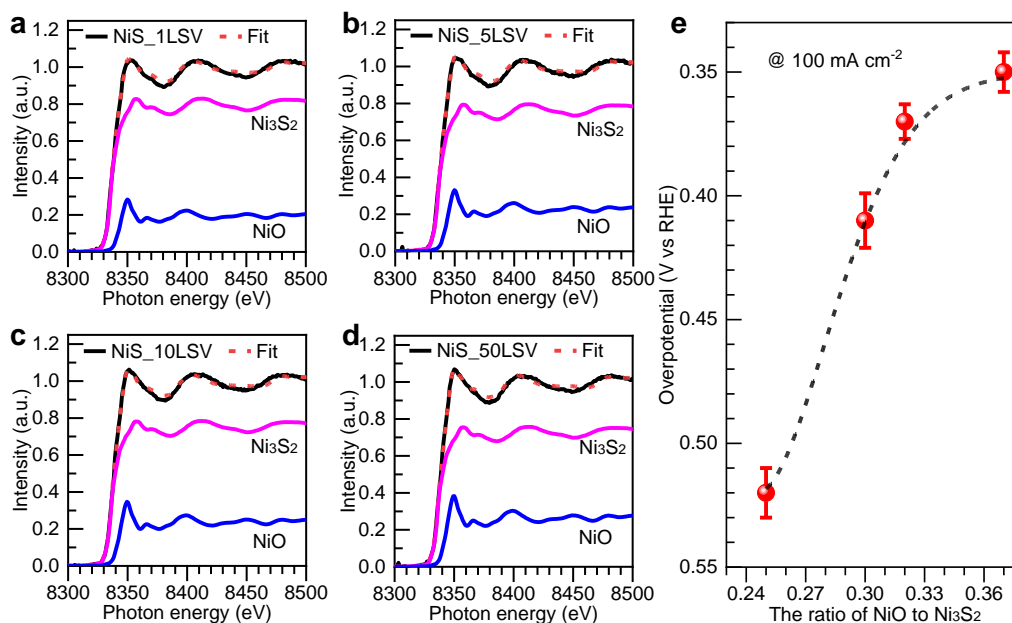 a
NiS_1LSV Fit
Ni₃S₂
NiO
Intensity (a.u.)
0.0
0.2
0.4
0.6
0.8
1.0
1.2
8300 8350 8400 8450 8500
Photon energy (eV)
b
NiS_5LSV Fit
Ni₃S₂
NiO
Intensity (a.u.)
0.0
0.2
0.4
0.6
0.8
1.0
1.2
8300 8350 8400 8450 8500
Photon energy (eV)
c
NiS_10LSV Fit
Ni₃S₂
NiO
Intensity (a.u.)
0.0
0.2
0.4
0.6
0.8
1.0
1.2
8300 8350 8400 8450 8500
Photon energy (eV)
d
NiS_50LSV Fit
Ni₃S₂
NiO
Intensity (a.u.)
0.0
0.2
0.4
0.6
0.8
1.0
1.2
8300 8350 8400 8450 8500
Photon energy (eV)
e
@ 100 mA cm⁻²
Overpotential (V vs RHE)
0.35
0.40
0.45
0.50
0.55
0.24 0.27 0.30 0.33 0.36
The ratio of NiO to Ni₃S₂